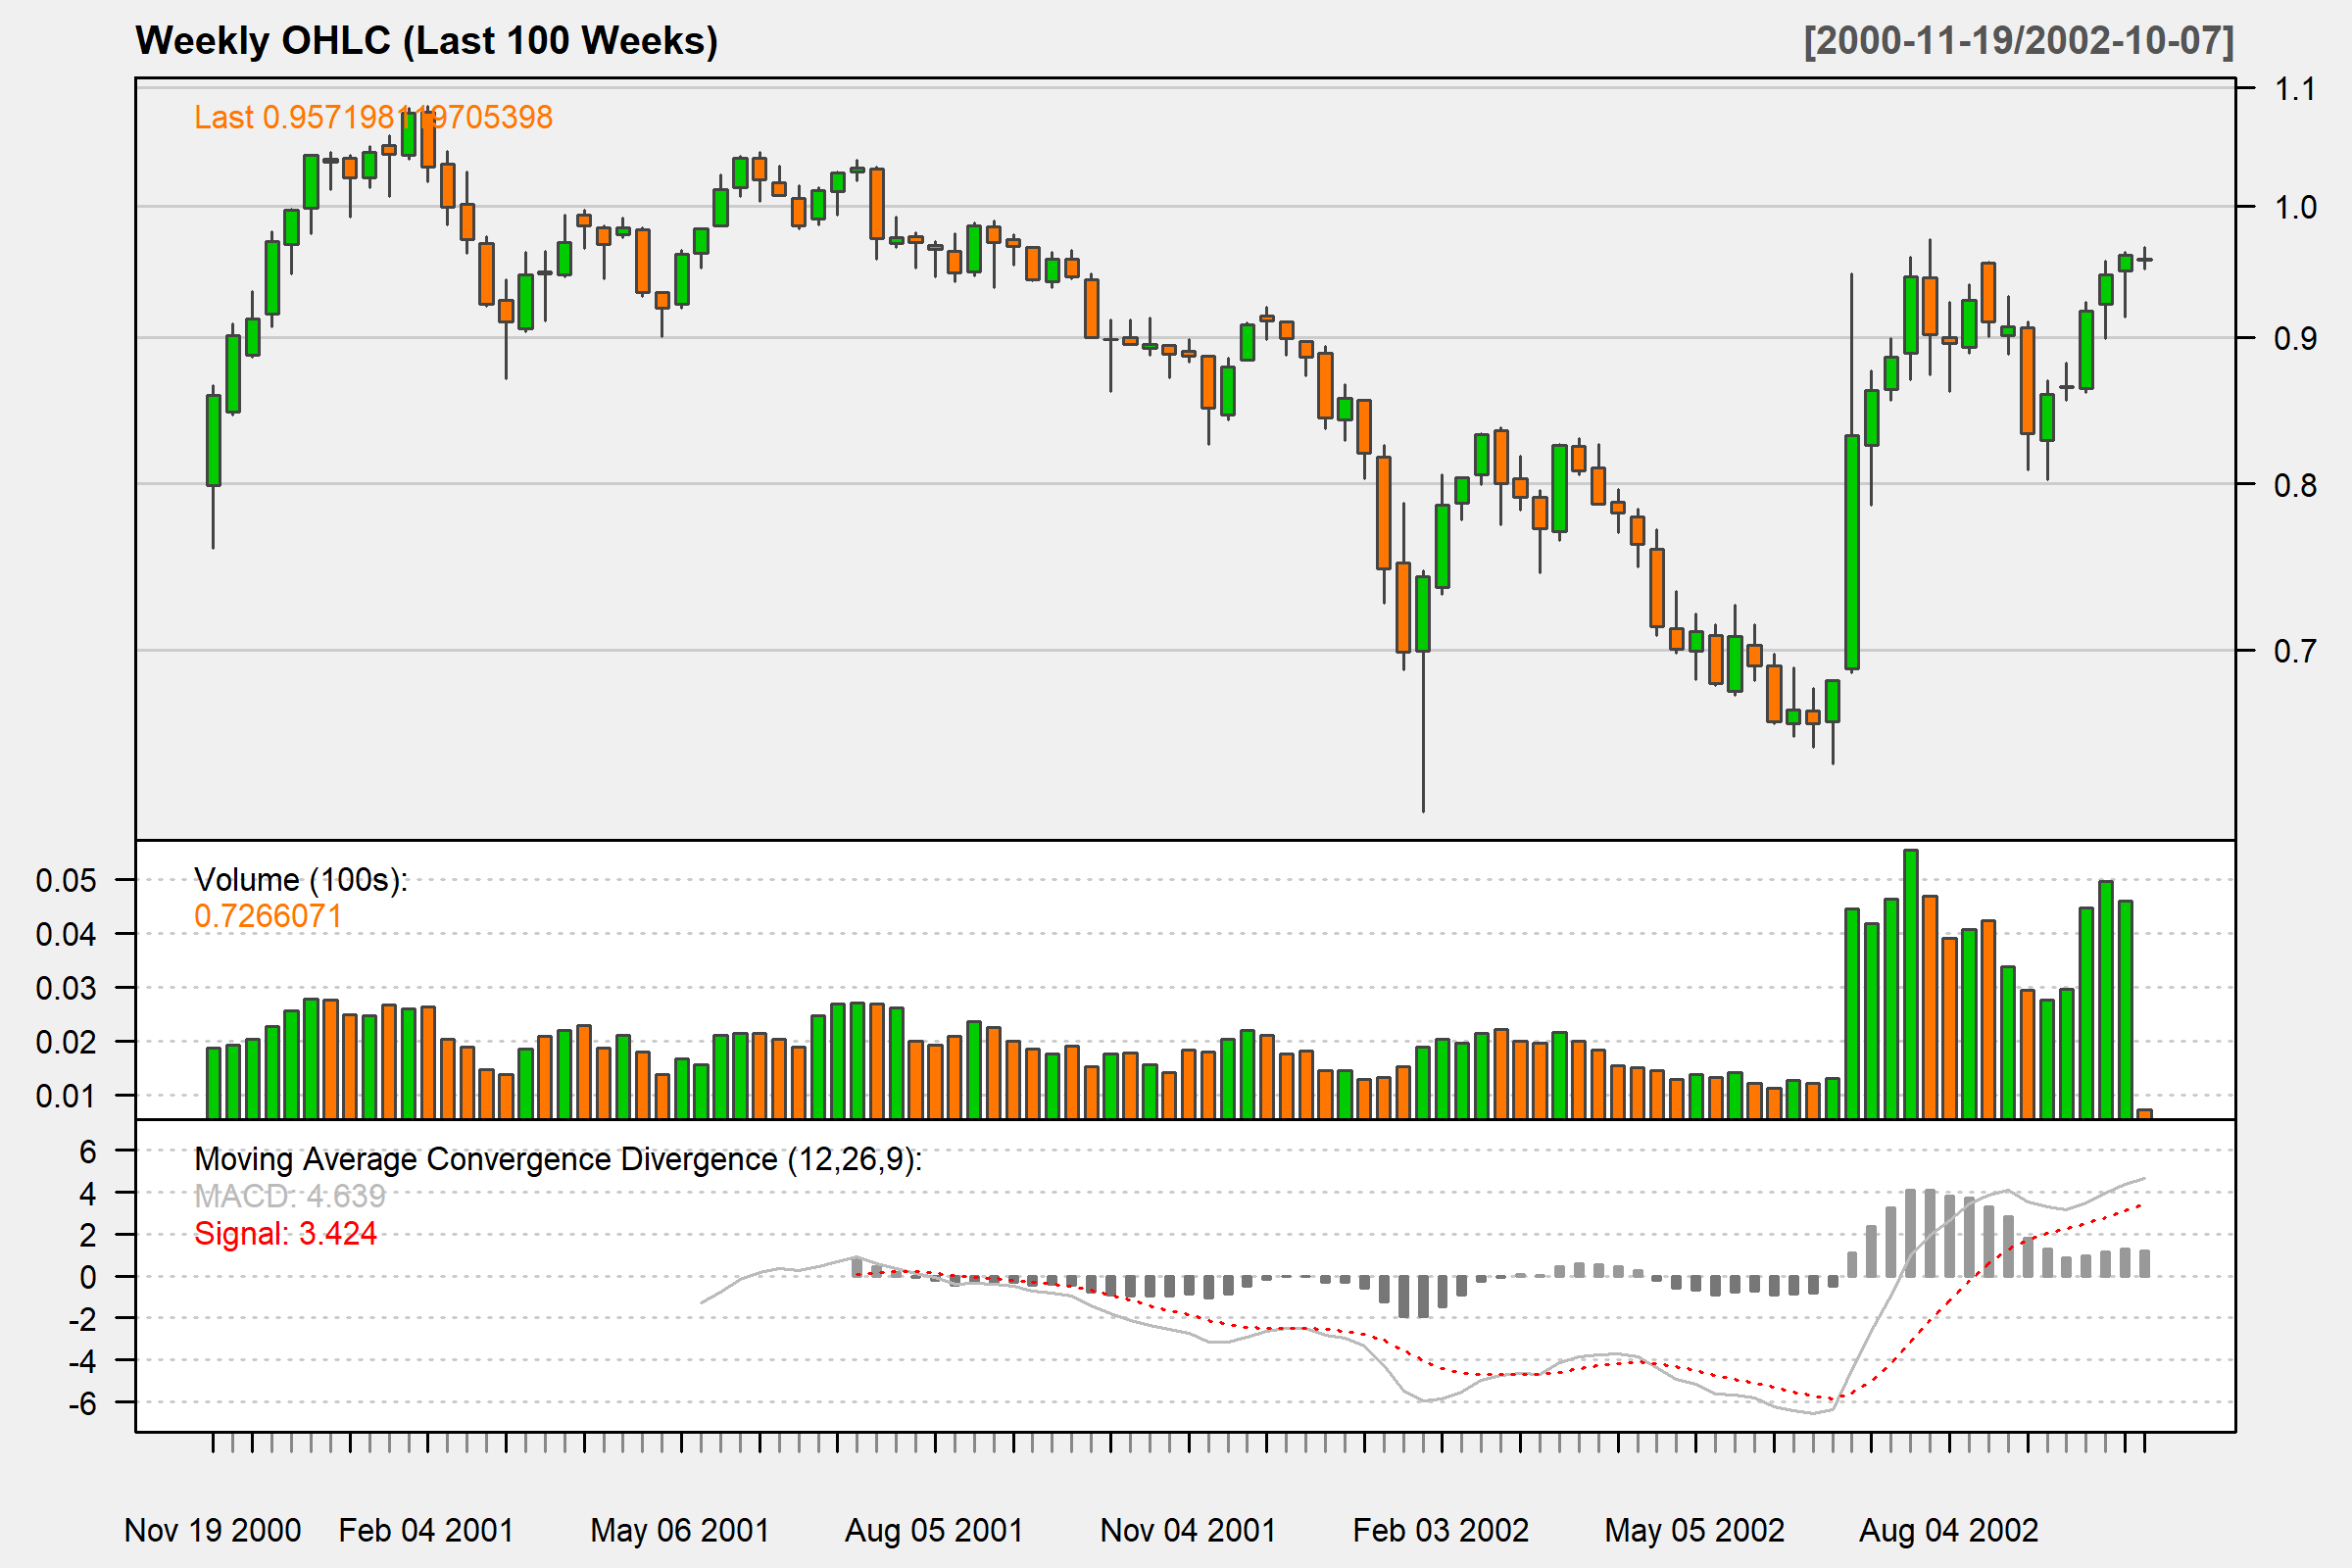 Weekly OHLC (Last 100 Weeks)
[2000-11-19/2002-10-07]
Last 0.957198119705398
1.1
1.0
0.9
0.8
0.7
Volume (100s):
0.7266071
0.05
0.04
0.03
0.02
0.01
Moving Average Convergence Divergence (12,26,9):
MACD: 4.639
Signal: 3.424
6
4
2
0
-2
-4
-6
Nov 19 2000 Feb 04 2001 May 06 2001 Aug 05 2001 Nov 04 2001 Feb 03 2002 May 05 2002 Aug 04 2002